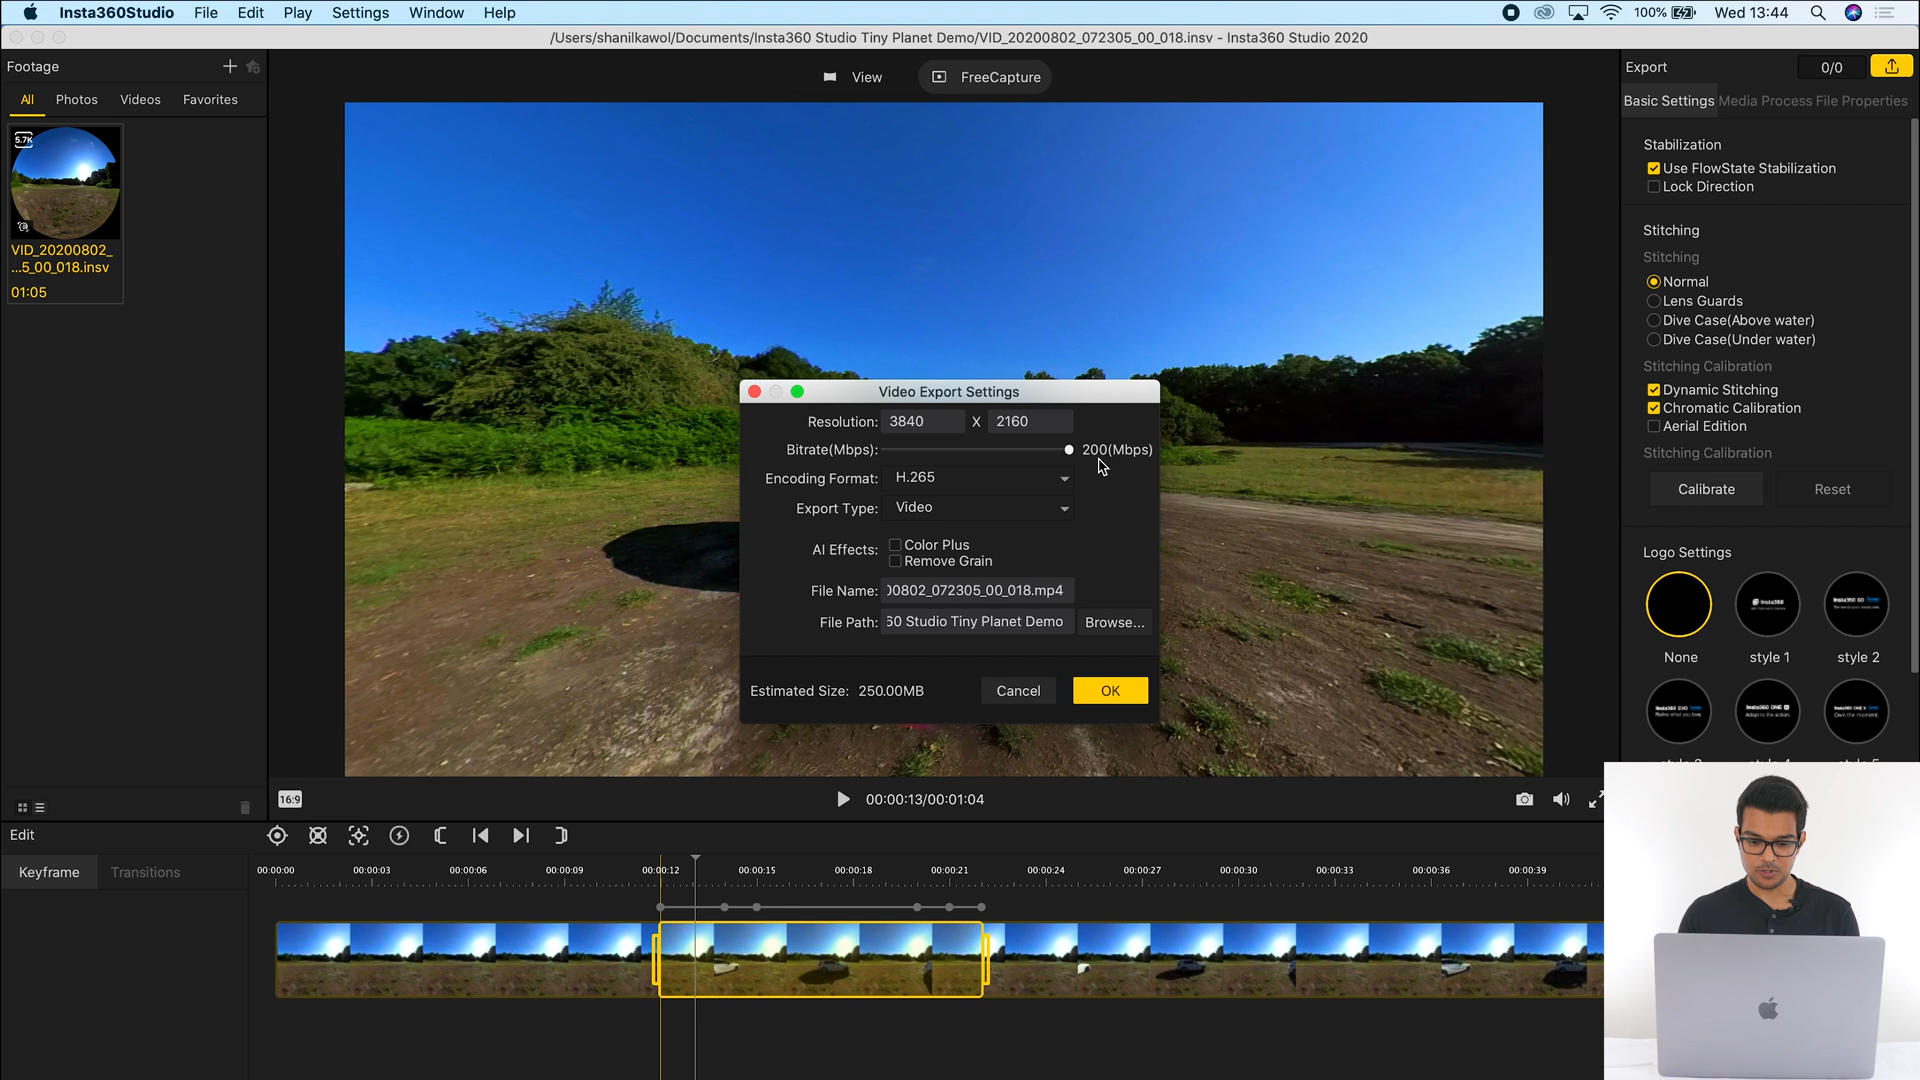 Insta360Studio File Edit Play Settings Window Help
100% Wed 13:44
/Users/shanilkawol/Documents/Insta360 Studio Tiny Planet Demo/VID_20200802_072305_00_018.insv - Insta360 Studio 2020
Footage
All Photos Videos Favorites
5.7K
VID_20200802_
...5_00_018.insv
01:05
View FreeCapture
Export 0/0
Basic Settings Media Process File Properties
Stabilization
Use FlowState Stabilization
Lock Direction
Stitching
Stitching
Normal
Lens Guards
Dive Case(Above water)
Dive Case(Under water)
Stitching Calibration
Dynamic Stitching
Chromatic Calibration
Aerial Edition
Stitching Calibration
Calibrate Reset
Logo Settings
None style 1 style 2
Video Export Settings
Resolution: 3840 X 2160
Bitrate(Mbps): 200(Mbps)
Encoding Format: H.265
Export Type: Video
AI Effects: Color Plus
Remove Grain
File Name: 00802_072305_00_018.mp4
File Path: 60 Studio Tiny Planet Demo Browse...
Estimated Size: 250.00MB Cancel OK
16:9 00:00:13/00:01:04
Edit
Keyframe Transitions
00:00:00 00:00:03 00:00:06 00:00:09 00:00:12 00:00:15 00:00:18 00:00:21 00:00:24 00:00:27 00:00:30 00:00:33 00:00:36 00:00:39